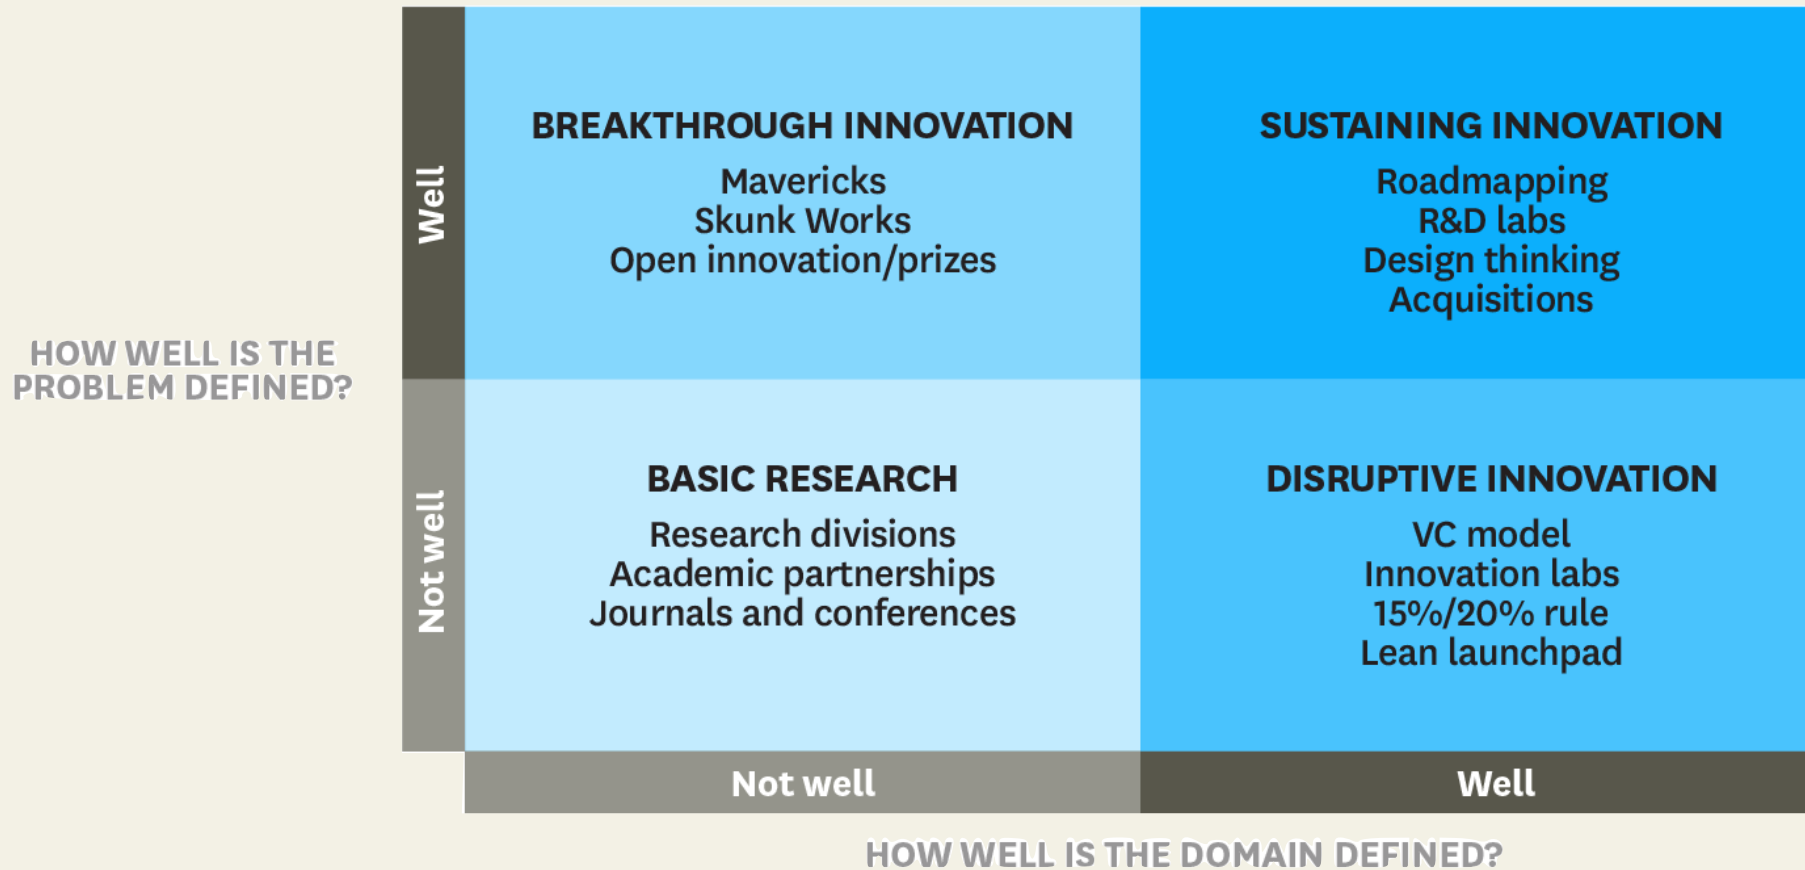 BREAKTHROUGH INNOVATION
Mavericks
Skunk Works
Open innovation/prizes
SUSTAINING INNOVATION
Roadmapping
R&D labs
Design thinking
Acquisitions
Well
HOW WELL IS THE
PROBLEM DEFINED?
Not well
BASIC RESEARCH
Research divisions
Academic partnerships
Journals and conferences
DISRUPTIVE INNOVATION
VC model
Innovation labs
15%/20% rule
Lean launchpad
Not well
Well
HOW WELL IS THE DOMAIN DEFINED?